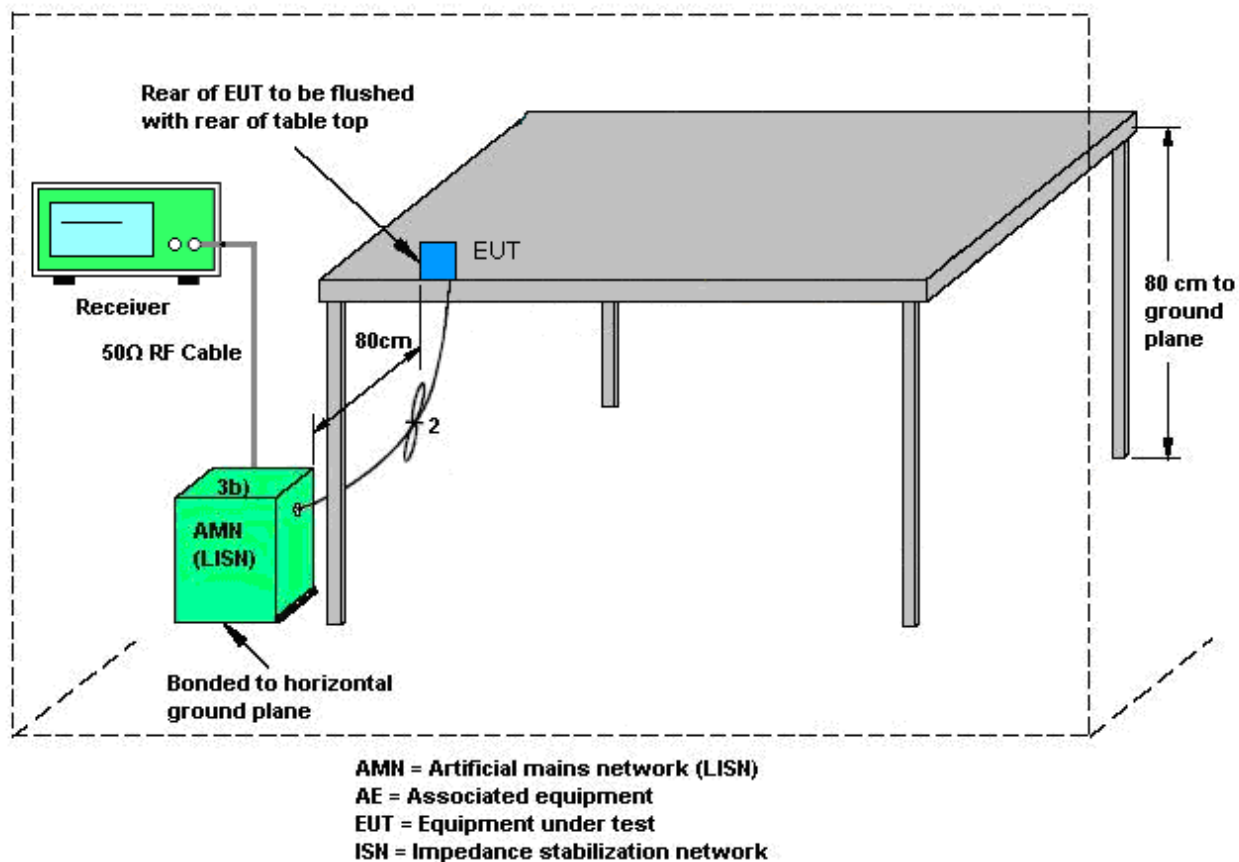 Rear of EUT to be flushed
with rear of table top
EUT
Receiver
80 cm to
ground
plane
50Ω RF Cable
80cm
2
3b)
AMN
(LISN)
Bonded to horizontal
ground plane
AMN = Artificial mains network (LISN)
AE = Associated equipment
EUT = Equipment under test
ISN = Impedance stabilization network